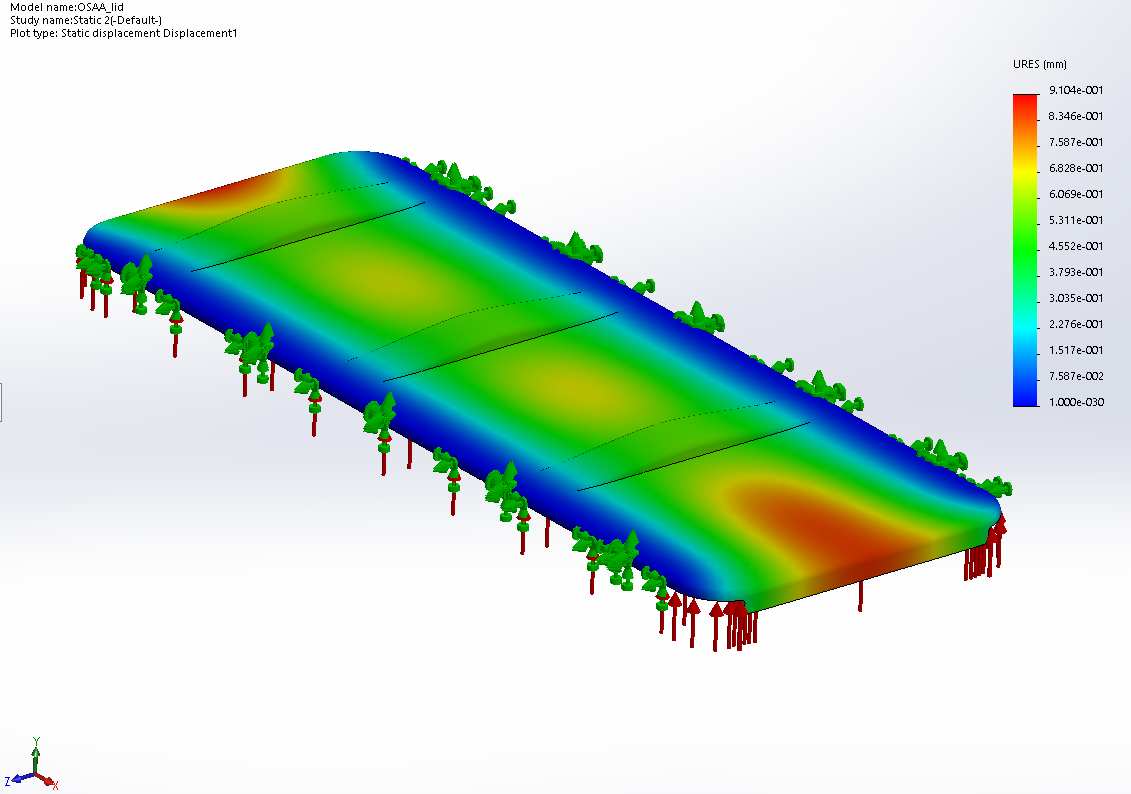 Model name:OSAA_lid
Study name:Static 2(-Default-)
Plot type: Static displacement Displacement1
URES (mm)
9.104e-001
8.346e-001
7.587e-001
6.828e-001
6.069e-001
5.311e-001
4.552e-001
3.793e-001
3.035e-001
2.276e-001
1.517e-001
7.587e-002
1.000e-030
Y
Z
X